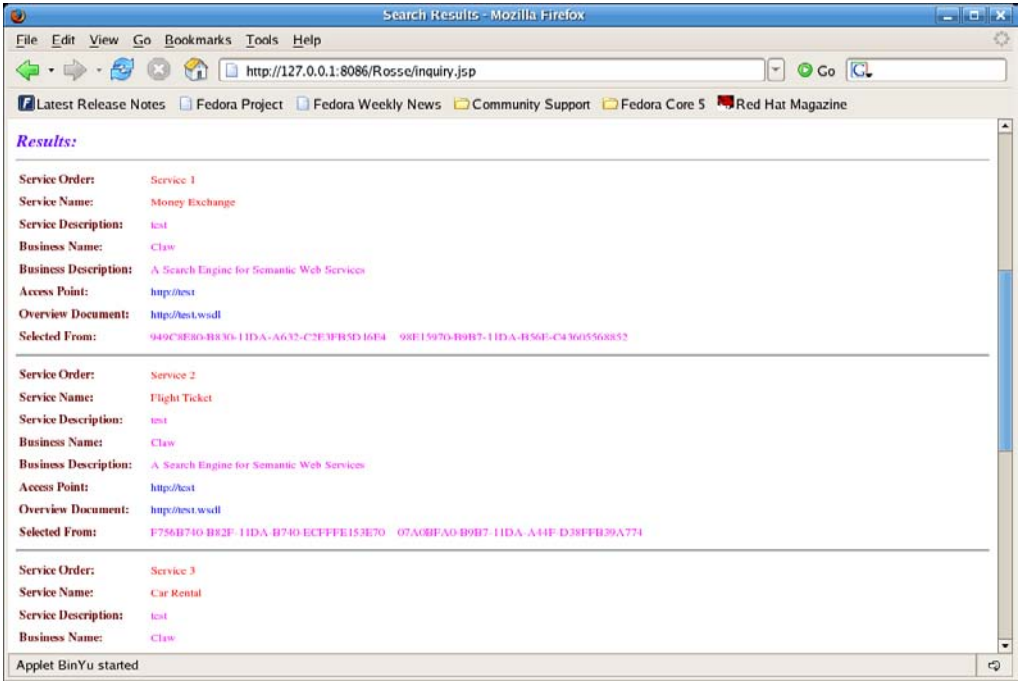 Search Results - Mozilla Firefox
File Edit View Go Bookmarks Tools Help
http://127.0.0.1:8086/Rosse/inquiry.jsp Go G
Latest Release Notes Fedora Project Fedora Weekly News Community Support Fedora Core 5 Red Hat Magazine
Results:
Service Order: Service 1
Service Name: Money Exchange
Service Description: test
Business Name: Claw
Business Description: A Search Engine for Semantic Web Services
Access Point: http://test
Overview Document: http://test.wsdl
Selected From: 949C8E80-B830-11DA-A632-C2E3FB5D16E4 98E15970-B9B7-11DA-B56E-C43605568852
Service Order: Service 2
Service Name: Flight Ticket
Service Description: test
Business Name: Claw
Business Description: A Search Engine for Semantic Web Services
Access Point: http://test
Overview Document: http://test.wsdl
Selected From: F756B740-B82F-11DA-B740-ECFFFE153E70 07A0BFA0-B9B7-11DA-A44F-D38FFB39A774
Service Order: Service 3
Service Name: Car Rental
Service Description: test
Business Name: Claw
Applet BinYu started